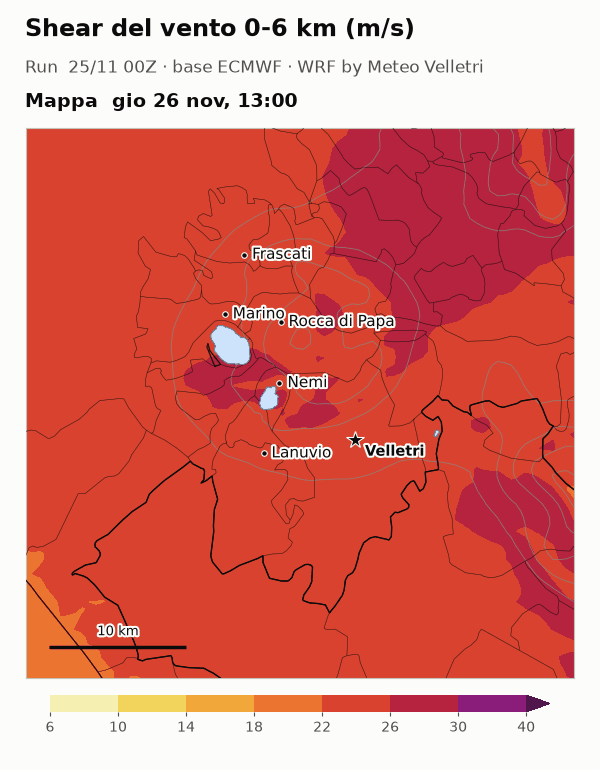 Shear del vento 0-6 km (m/s)
Run  25/11 00Z · base ECMWF · WRF by Meteo Velletri
Mappa  gio 26 nov, 13:00
Frascati
Marino
Rocca di Papa
Nemi
Velletri
Lanuvio
10 km
6 10 14 18 22 26 30 40